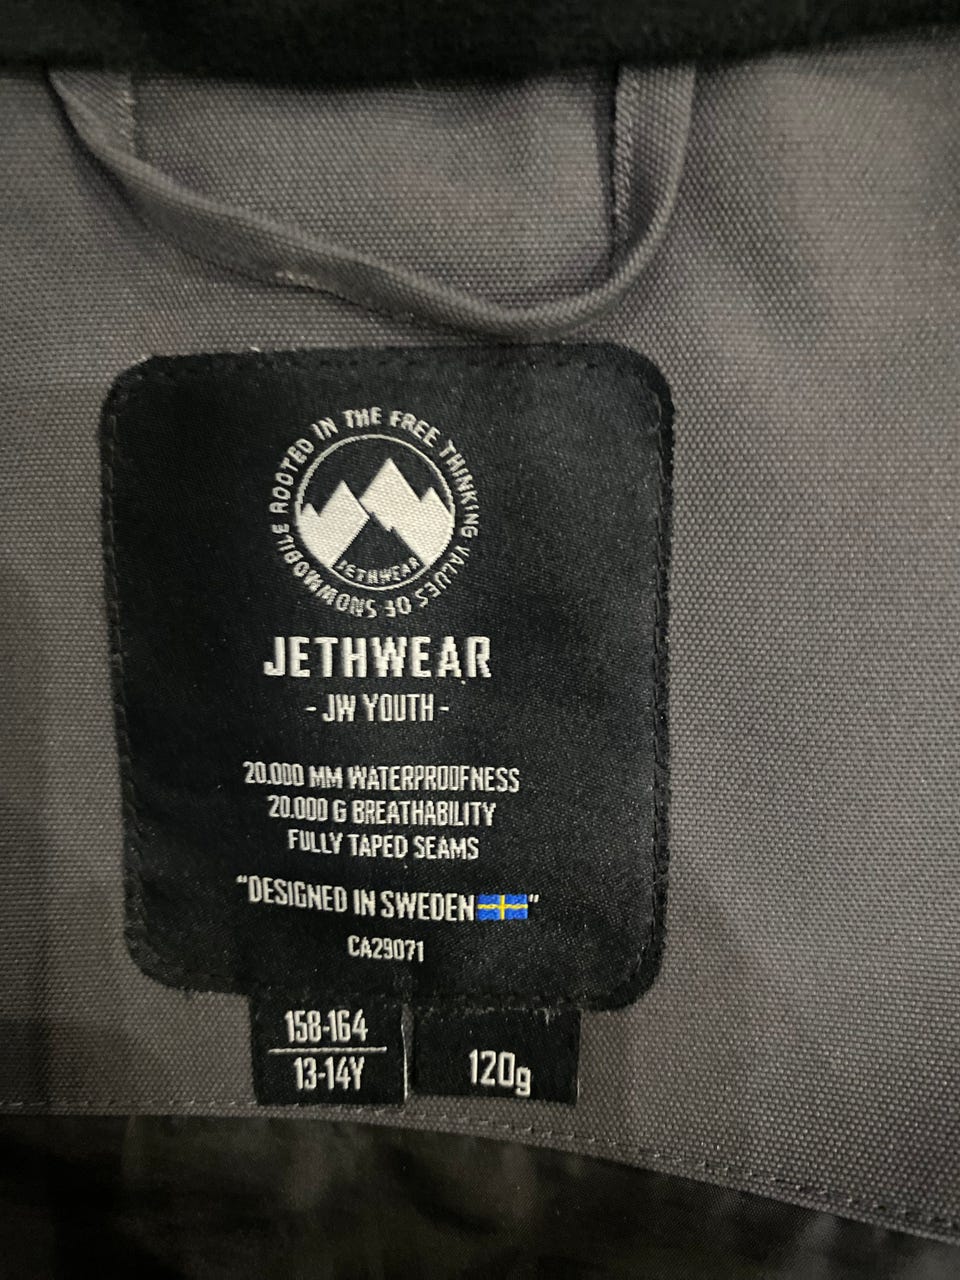 ROOTED IN THE FREE THINKING VALUES OF SNOWMOBILE
JETHWEAR
JETHWEAR
- JW YOUTH -
20.000 MM WATERPROOFNESS
20.000 G BREATHABILITY
FULLY TAPED SEAMS
"DESIGNED IN SWEDEN"
CA29071
158-164
13-14Y
120g